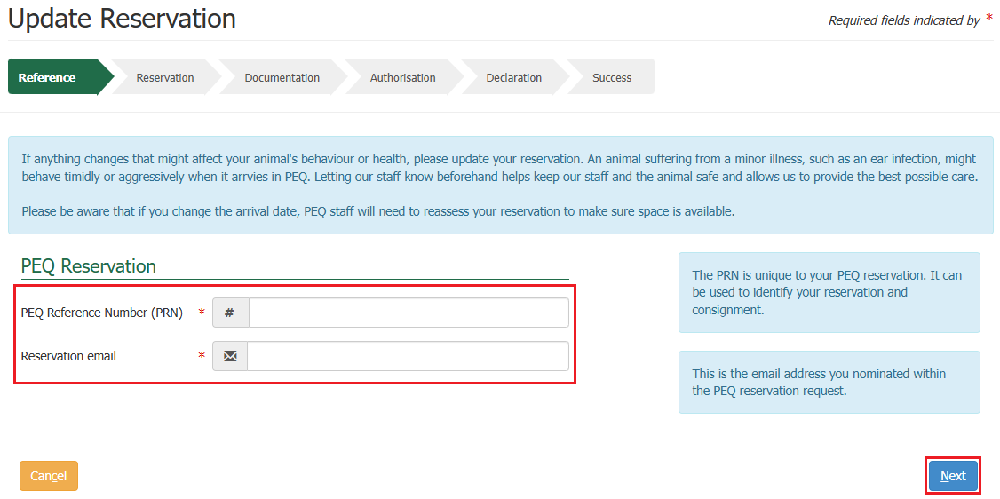 Update Reservation
Required fields indicated by *
Reference
Reservation
Documentation
Authorisation
Declaration
Success
If anything changes that might affect your animal's behaviour or health, please update your reservation. An animal suffering from a minor illness, such as an ear infection, might
behave timidly or aggressively when it arrvies in PEQ. Letting our staff know beforehand helps keep our staff and the animal safe and allows us to provide the best possible care.
Please be aware that if you change the arrival date, PEQ staff will need to reassess your reservation to make sure space is available.
PEQ Reservation
PEQ Reference Number (PRN) * #
Reservation email *
The PRN is unique to your PEQ reservation. It can
be used to identify your reservation and
consignment.
This is the email address you nominated within
the PEQ reservation request.
Cancel
Next